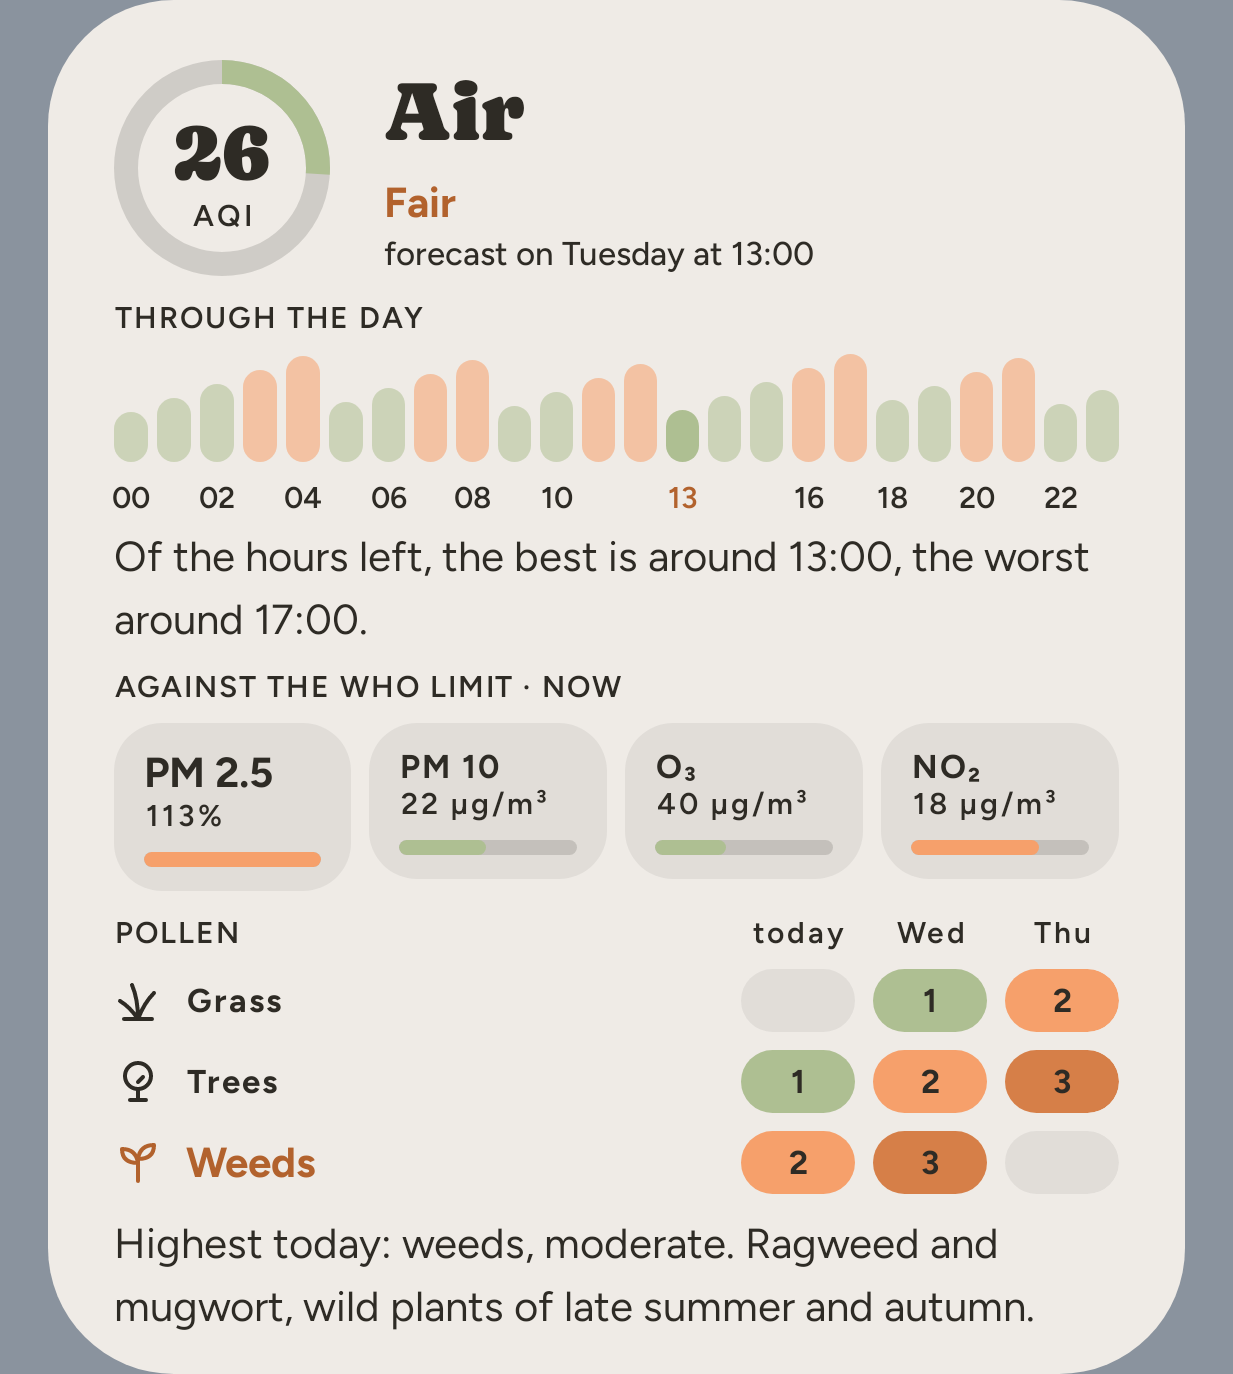 26
AQI
Air
Fair
forecast on Tuesday at 13:00
THROUGH THE DAY
00 02 04 06 08 10 13 16 18 20 22
Of the hours left, the best is around 13:00, the worst
around 17:00.
AGAINST THE WHO LIMIT · NOW
PM 2.5
113%
PM 10
22 µg/m³
O₃
40 µg/m³
NO₂
18 µg/m³
POLLEN today Wed Thu
Grass 1 2
Trees 1 2 3
Weeds 2 3
Highest today: weeds, moderate. Ragweed and
mugwort, wild plants of late summer and autumn.